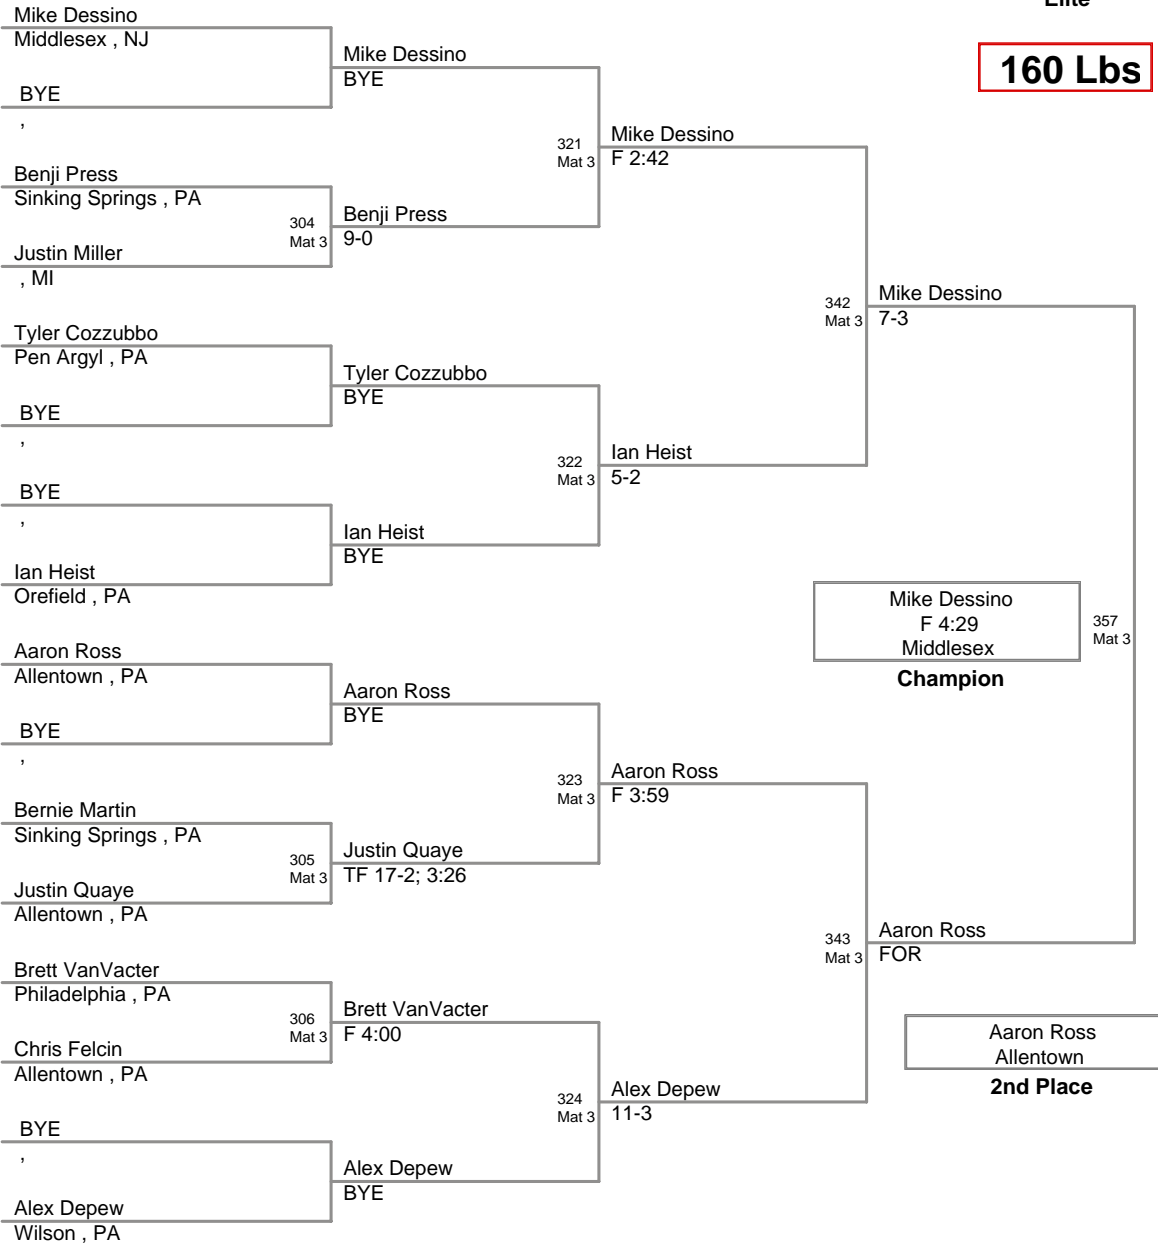 Elite
160 Lbs
Mike Dessino
Middlesex , NJ
BYE
,
Benji Press
Sinking Springs , PA
304
Mat 3
Justin Miller
, MI
Tyler Cozzubbo
Pen Argyl , PA
BYE
,
BYE
,
Ian Heist
Orefield , PA
Aaron Ross
Allentown , PA
BYE
,
Bernie Martin
Sinking Springs , PA
305
Mat 3
Justin Quaye
Allentown , PA
Brett VanVacter
Philadelphia , PA
306
Mat 3
Chris Felcin
Allentown , PA
BYE
,
Alex Depew
Wilson , PA
Mike Dessino
BYE
321
Mat 3
Benji Press
9-0
Tyler Cozzubbo
BYE
322
Mat 3
Ian Heist
BYE
Aaron Ross
BYE
323
Mat 3
Justin Quaye
TF 17-2; 3:26
Brett VanVacter
F 4:00
324
Mat 3
Alex Depew
BYE
Mike Dessino
F 2:42
342
Mat 3
Ian Heist
5-2
Aaron Ross
F 3:59
343
Mat 3
Alex Depew
11-3
Mike Dessino
7-3
Mike Dessino
F 4:29
Middlesex
357
Mat 3
Champion
Aaron Ross
FOR
Aaron Ross
Allentown
2nd Place